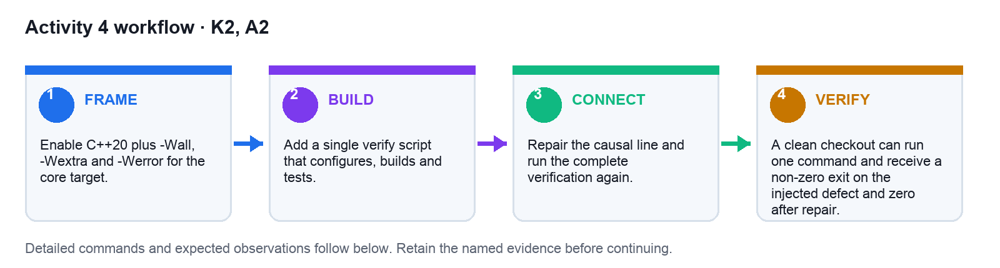 Activity 4 workflow · K2, A2
1
FRAME
Enable C++20 plus -Wall,
-Wextra and -Werror for the
core target.
2
BUILD
Add a single verify script
that configures, builds and
tests.
3
CONNECT
Repair the causal line and
run the complete
verification again.
4
VERIFY
A clean checkout can run
one command and receive a
non-zero exit on the
injected defect and zero
after repair.
Detailed commands and expected observations follow below. Retain the named evidence before continuing.